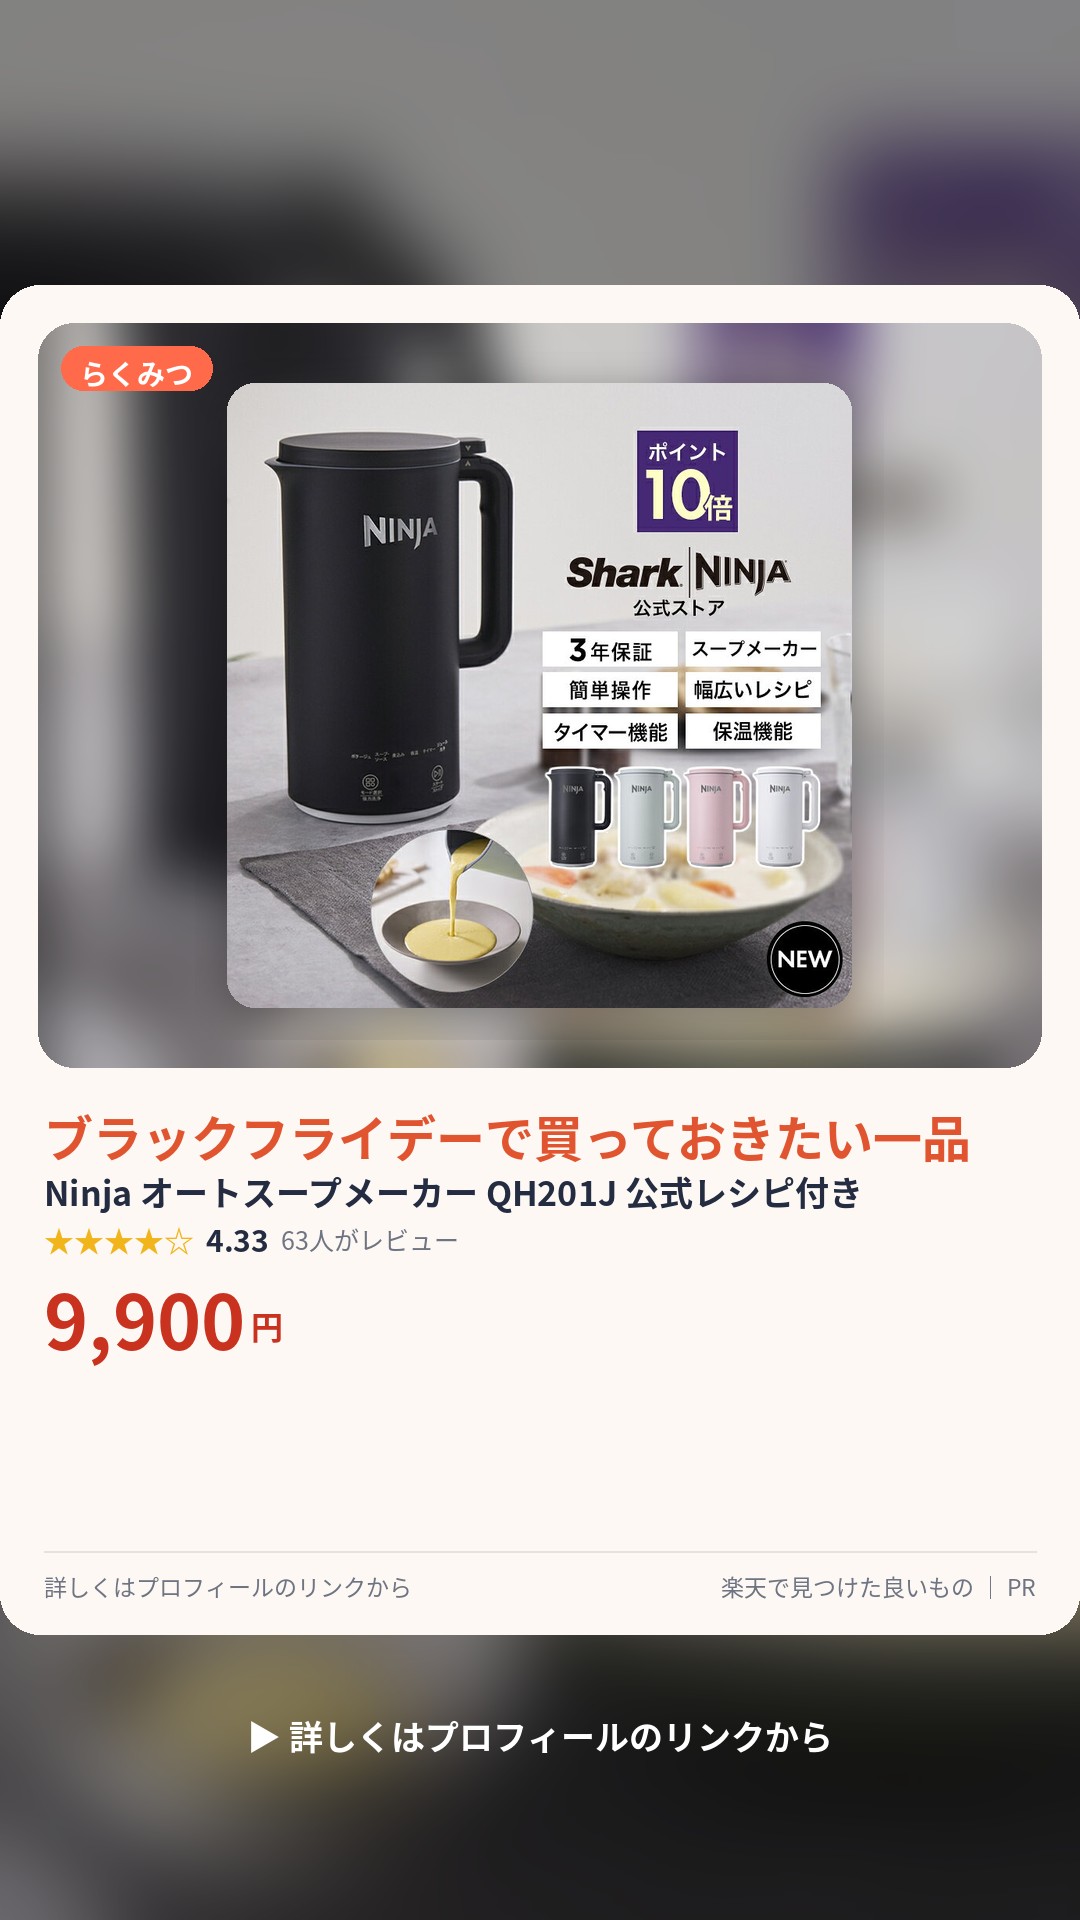 らくみつ
NINJA
ポイント
10倍
Shark NINJA
公式ストア
3年保証
スープメーカー
簡単操作
幅広いレシピ
タイマー機能
保温機能
NINJA
NINJA
NINJA
NINJA
NEW
ブラックフライデーで買っておきたい一品
Ninja オートスープメーカー QH201J 公式レシピ付き
★★★★☆ 4.33 63人がレビュー
9,900円
詳しくはプロフィールのリンクから
楽天で見つけた良いもの | PR
▶ 詳しくはプロフィールのリンクから